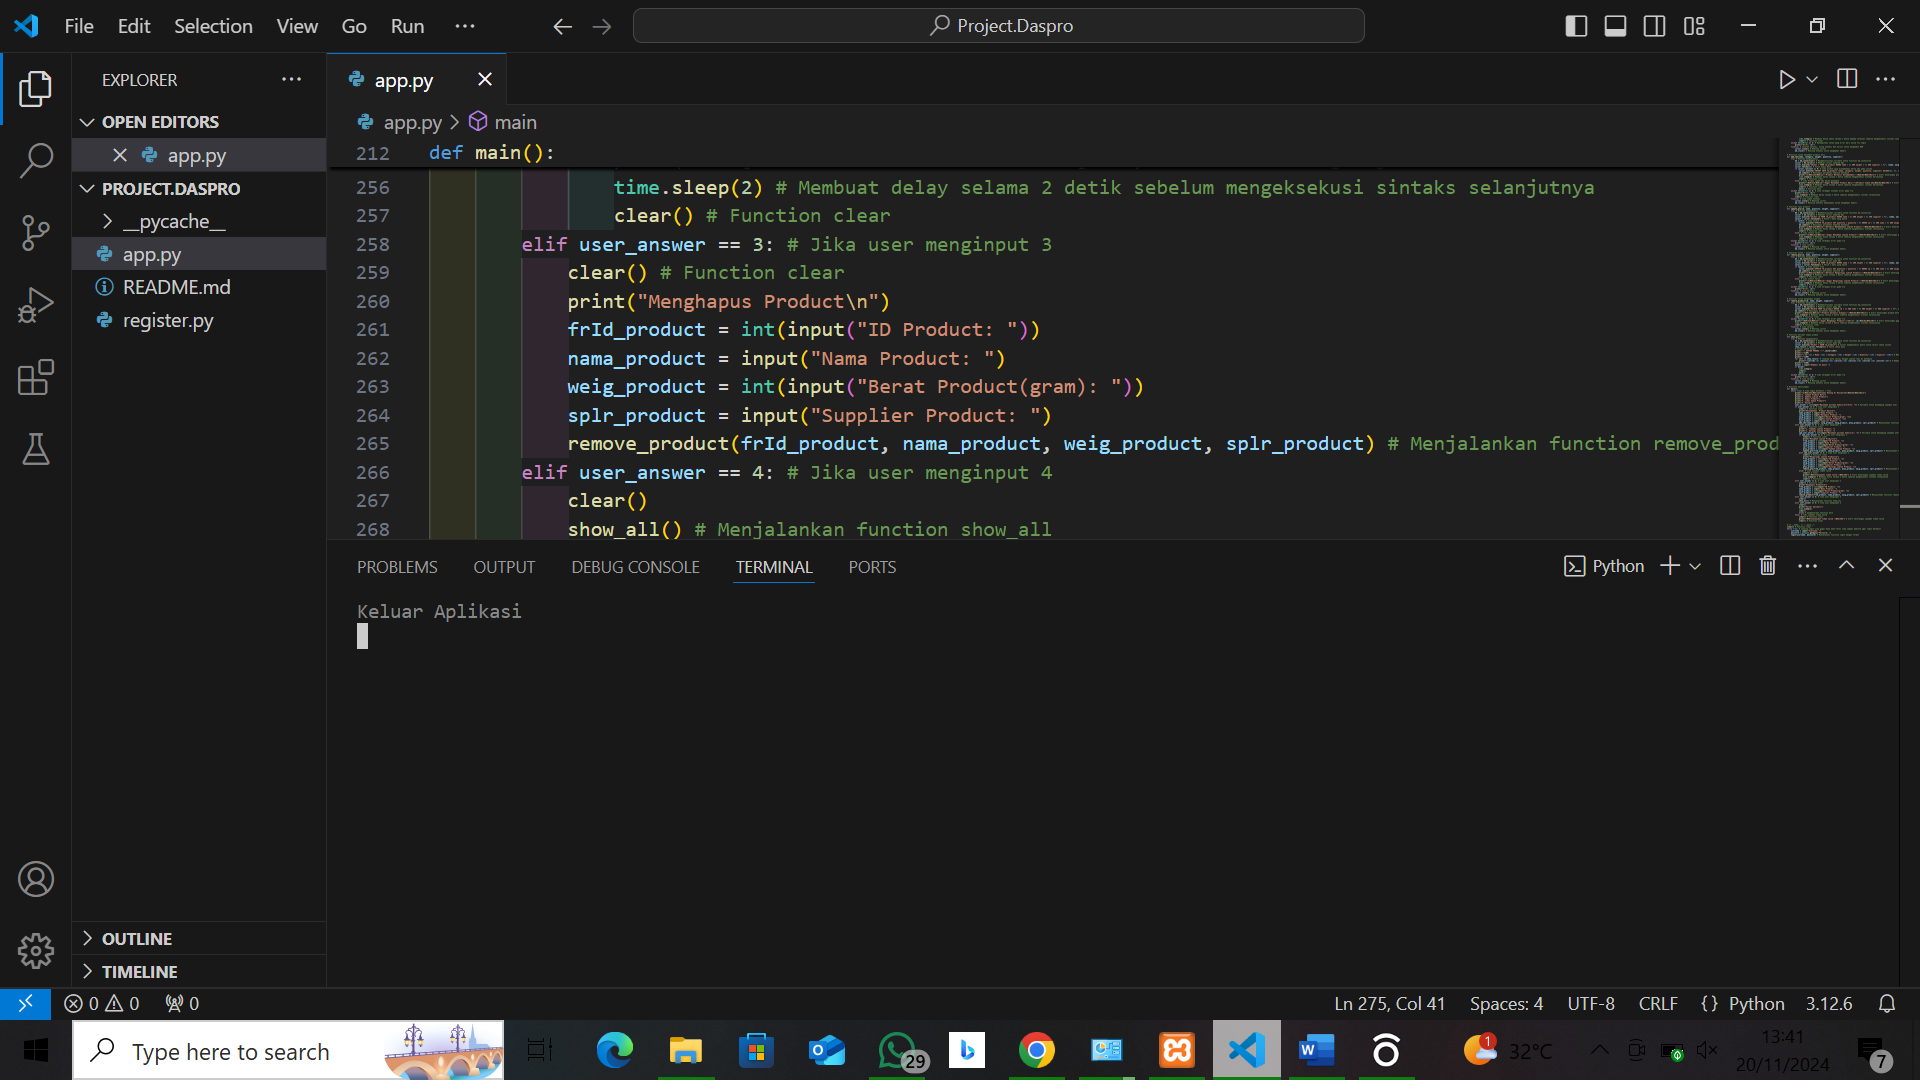 File Edit Selection View Go Run
Project.Daspro
EXPLORER
OPEN EDITORS
app.py
PROJECT.DASPRO
__pycache__
app.py
README.md
register.py
OUTLINE
TIMELINE
app.py
app.py > main
212 def main():
256 time.sleep(2) # Membuat delay selama 2 detik sebelum mengeksekusi sintaks selanjutnya
257 clear() # Function clear
258 elif user_answer == 3: # Jika user menginput 3
259 clear() # Function clear
260 print("Menghapus Product\n")
261 frId_product = int(input("ID Product: "))
262 nama_product = input("Nama Product: ")
263 weig_product = int(input("Berat Product(gram): "))
264 splr_product = input("Supplier Product: ")
265 remove_product(frId_product, nama_product, weig_product, splr_product) # Menjalankan function remove_prod
266 elif user_answer == 4: # Jika user menginput 4
267 clear()
268 show_all() # Menjalankan function show_all
PROBLEMS OUTPUT DEBUG CONSOLE TERMINAL PORTS
Python
Keluar Aplikasi
0 0 0
Ln 275, Col 41 Spaces: 4 UTF-8 CRLF {} Python 3.12.6
Type here to search
29
1
32°C
13:41
20/11/2024
7